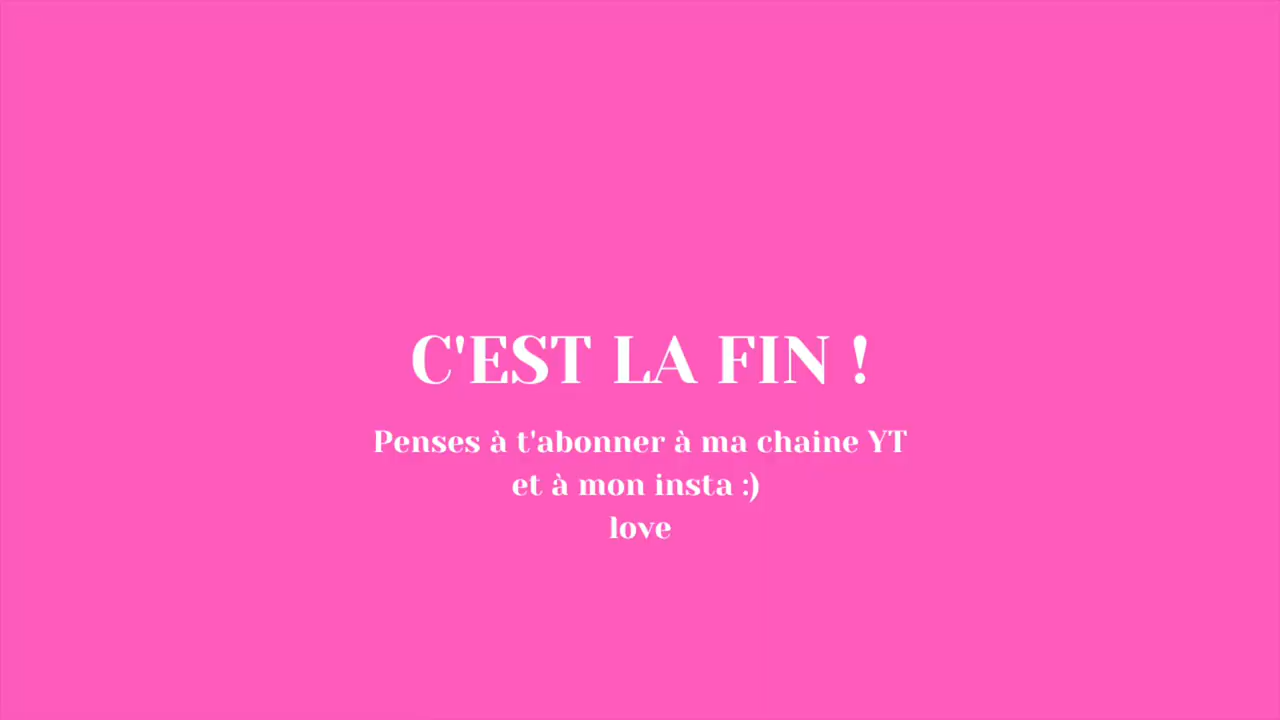 C'EST LA FIN !
Penses à t'abonner à ma chaine YT
et à mon insta :)
love